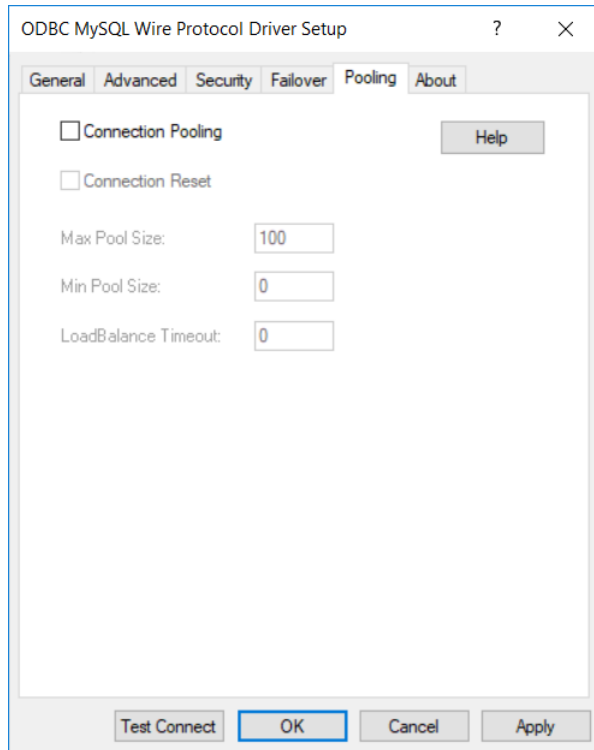 ODBC MySQL Wire Protocol Driver Setup ?
General Advanced Security Failover Pooling About
Connection Pooling Help
Connection Reset
Max Pool Size: 100
Min Pool Size: 0
LoadBalance Timeout: 0
Test Connect OK Cancel Apply